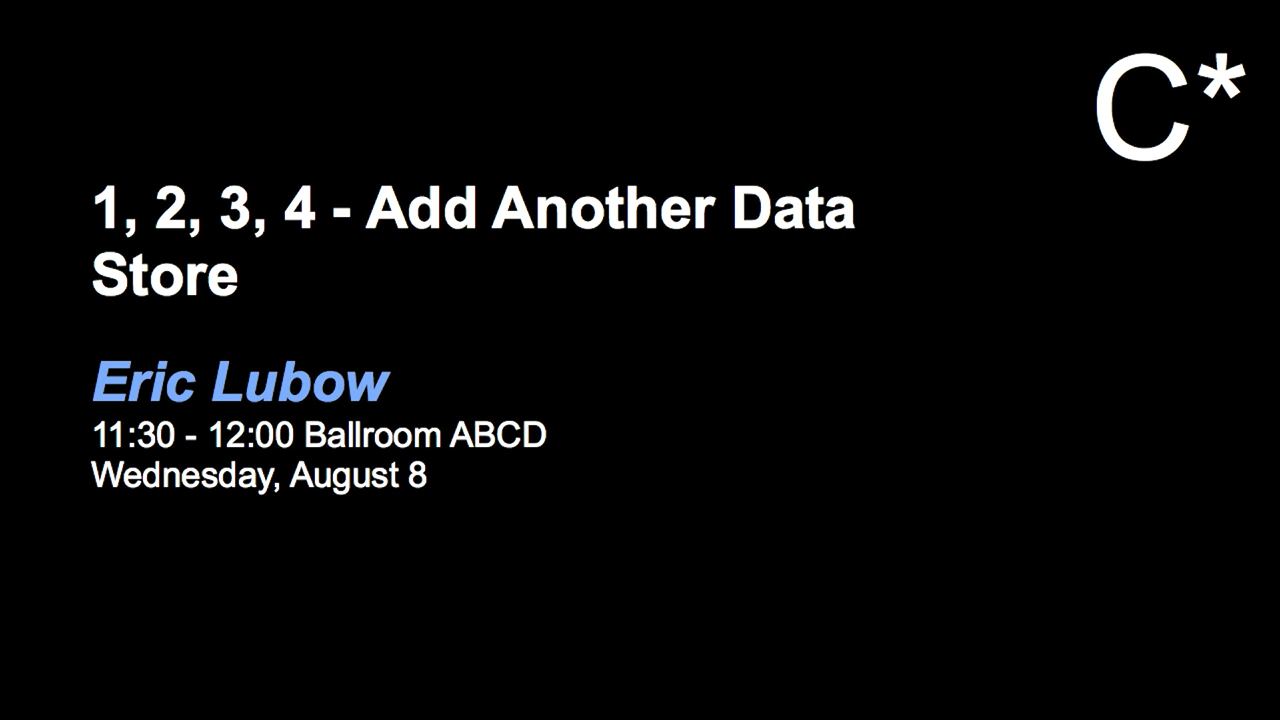 C*
1, 2, 3, 4 - Add Another Data
Store
Eric Lubow
11:30 - 12:00 Ballroom ABCD
Wednesday, August 8